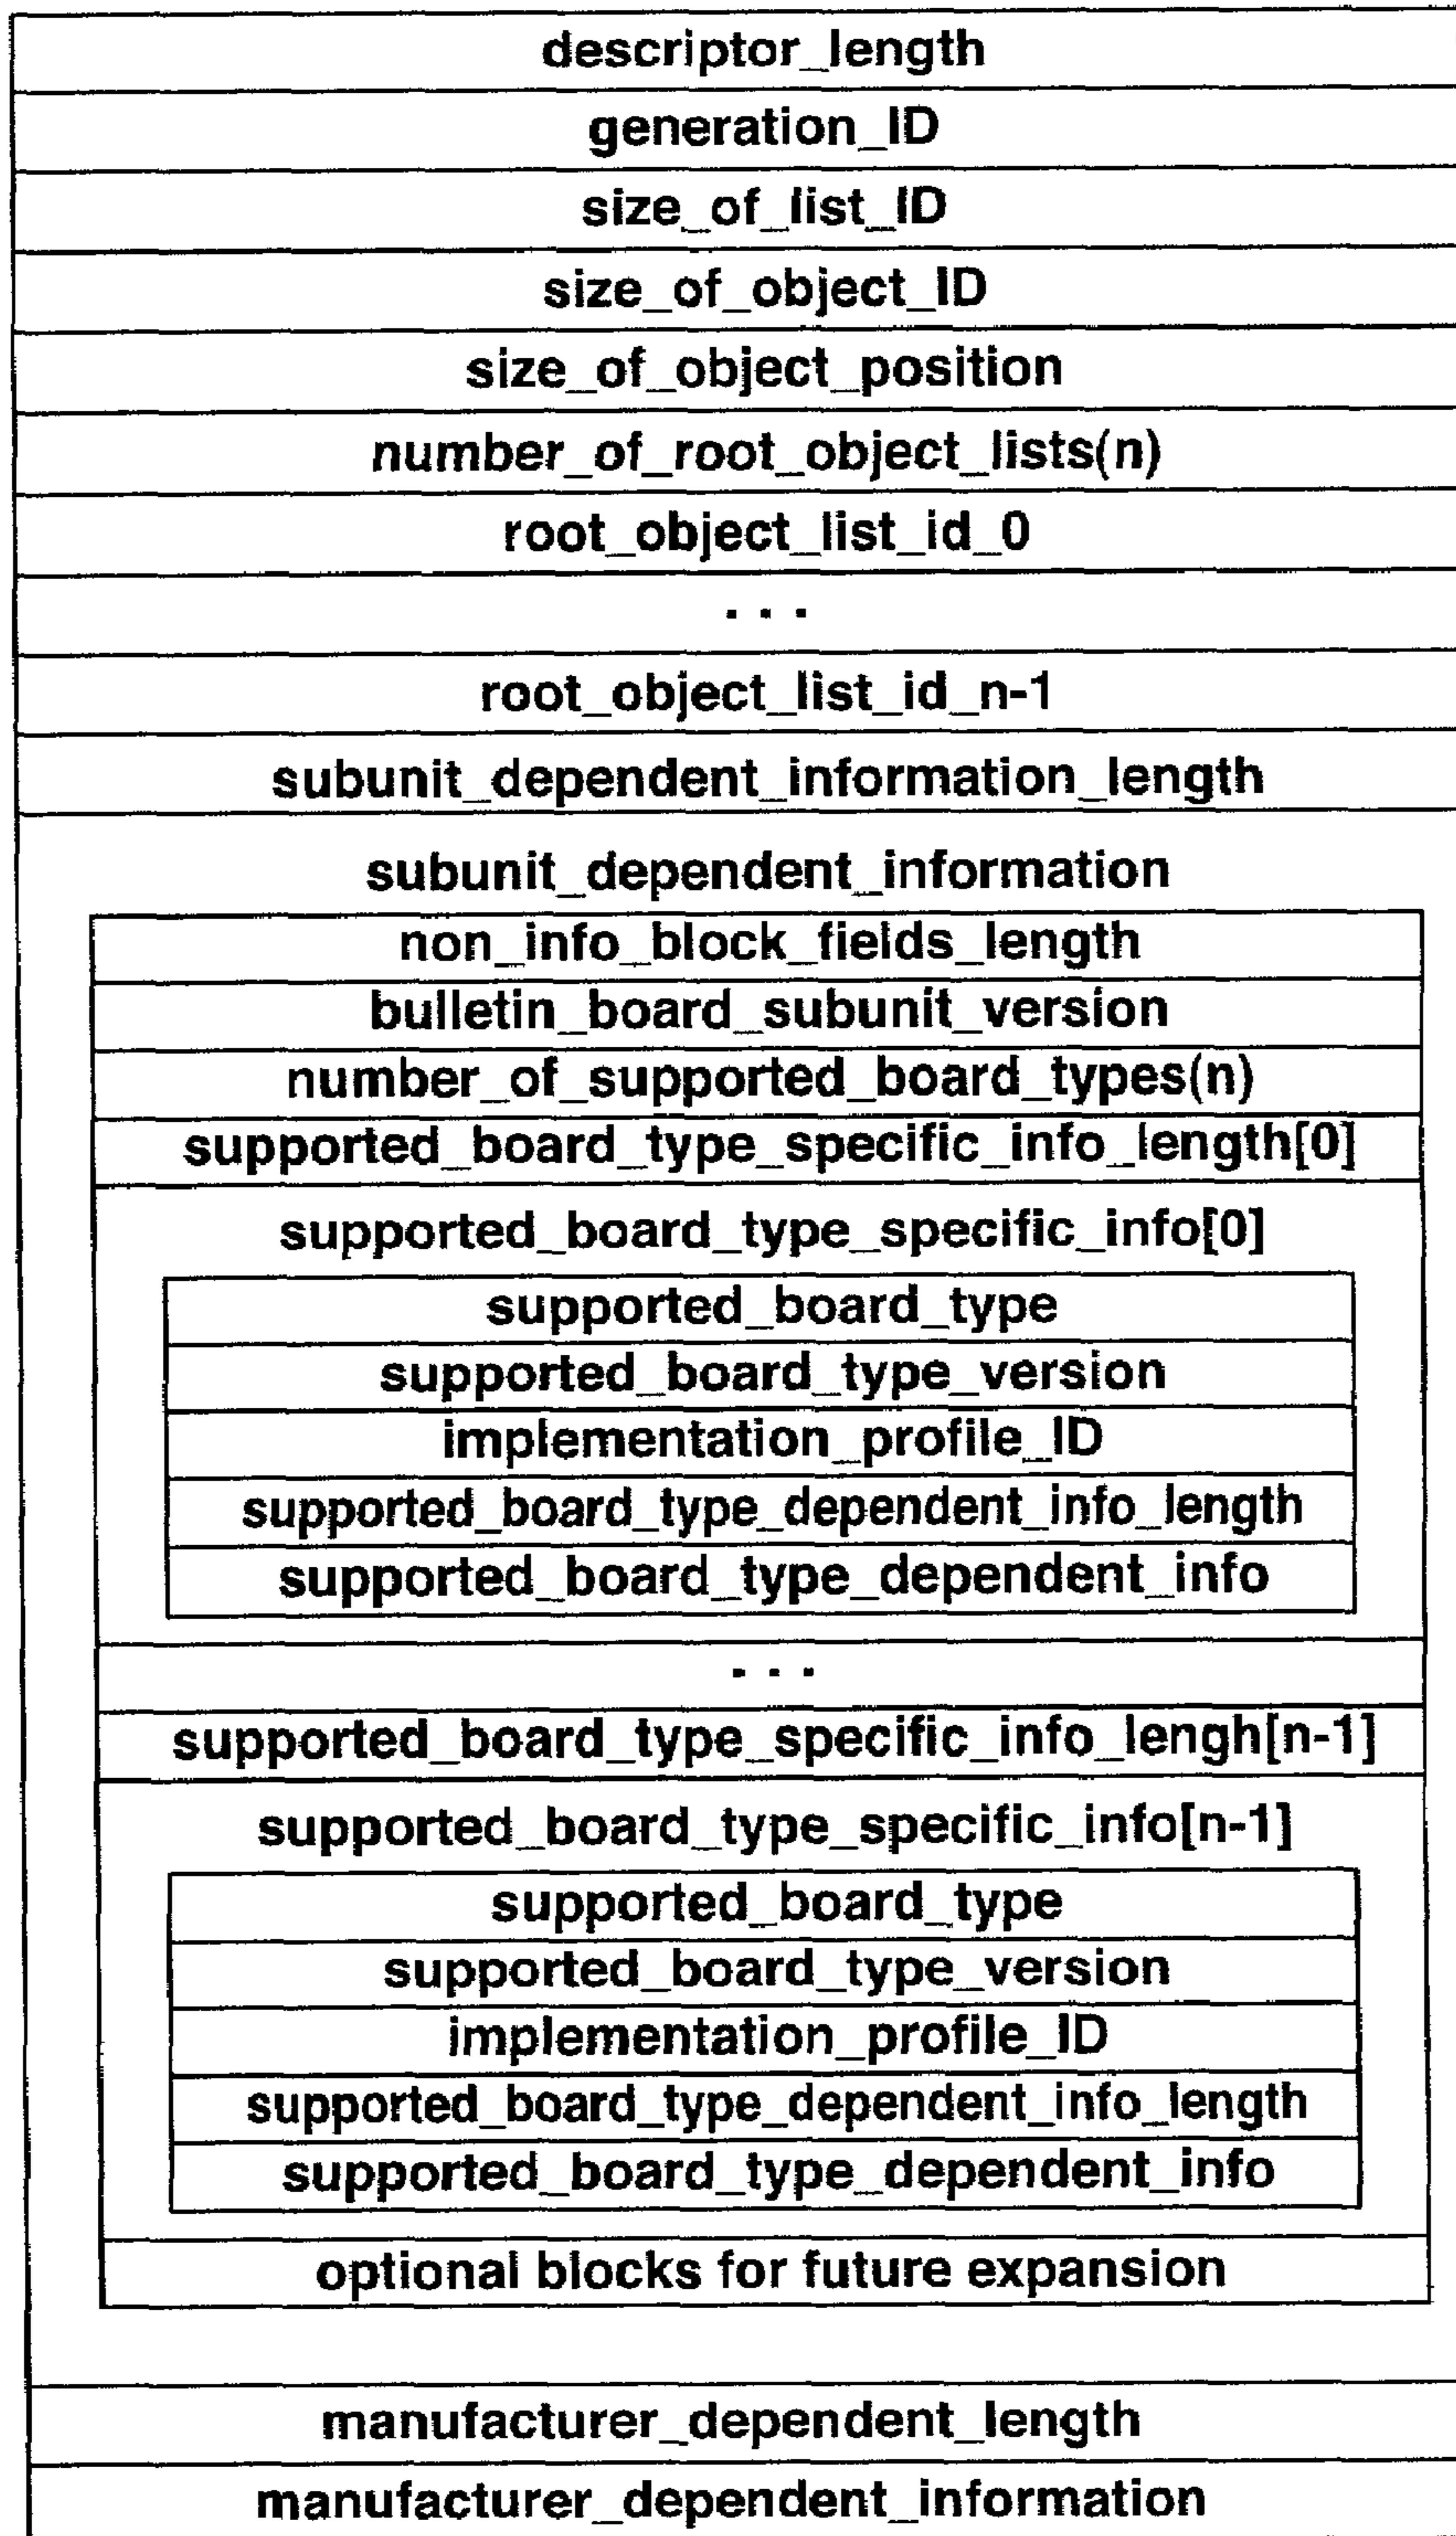 descriptor_length
generation_ID
size_of_list_ID
size_of_object_ID
size_of_object_position
number_of_root_object_lists(n)
root_object_list_id_0
. . .
root_object_list_id_n-1
subunit_dependent_information_length
subunit_dependent_information
non_info_block_fields_length
bulletin_board_subunit_version
number_of_supported_board_types(n)
supported_board_type_specific_info_length[0]
supported_board_type_specific_info[0]
supported_board_type
supported_board_type_version
implementation_profile_ID
supported_board_type_dependent_info_length
supported_board_type_dependent_info
. . .
supported_board_type_specific_info_lengh[n-1]
supported_board_type_specific_info[n-1]
supported_board_type
supported_board_type_version
implementation_profile_ID
supported_board_type_dependent_info_length
supported_board_type_dependent_info
optional blocks for future expansion
manufacturer_dependent_length
manufacturer_dependent_information